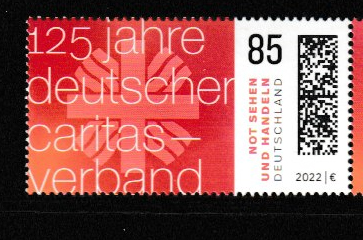 125 jahre
deutscher
caritas–
verband
85
NOT SEHEN
UND HANDELN
DEUTSCHLAND
2022 | €